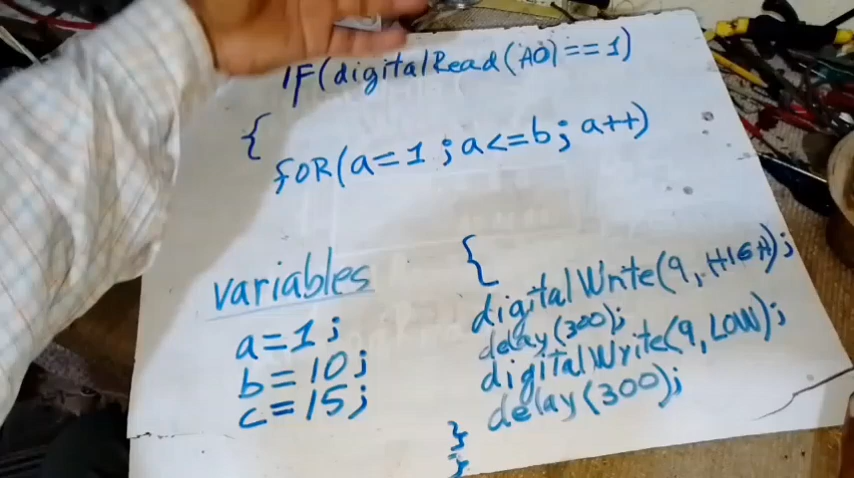 IF(digitalRead(A0)==1)
{
FOR(a=1;a<=b;a++)
variables
a=1;
b=10;
c=15;
{
digitalWrite(9,HIGH);
delay(300);
digitalWrite(9,LOW);
delay(300);
}
}